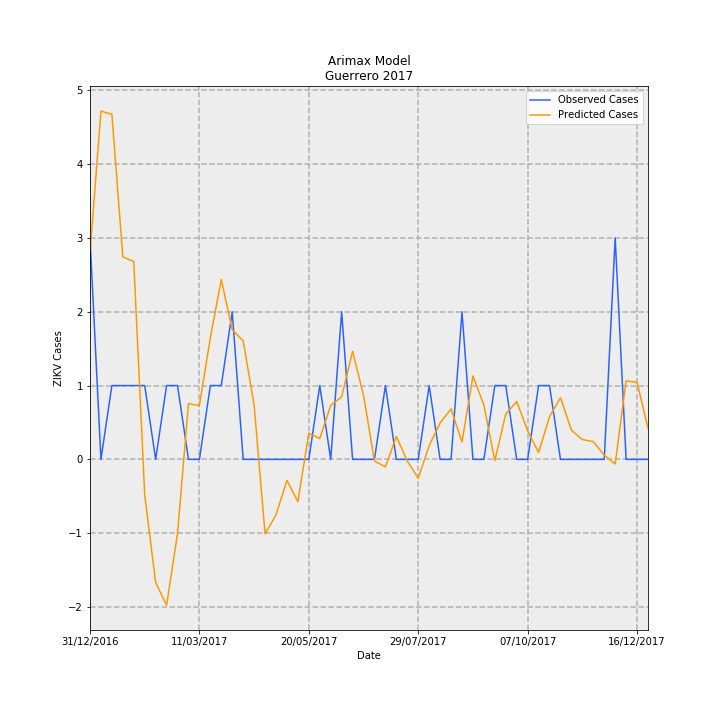 Arimax Model
Guerrero 2017
Observed Cases
Predicted Cases
ZIKV Cases
5
4
3
2
1
0
−1
−2
31/12/2016
11/03/2017
20/05/2017
29/07/2017
07/10/2017
16/12/2017
Date